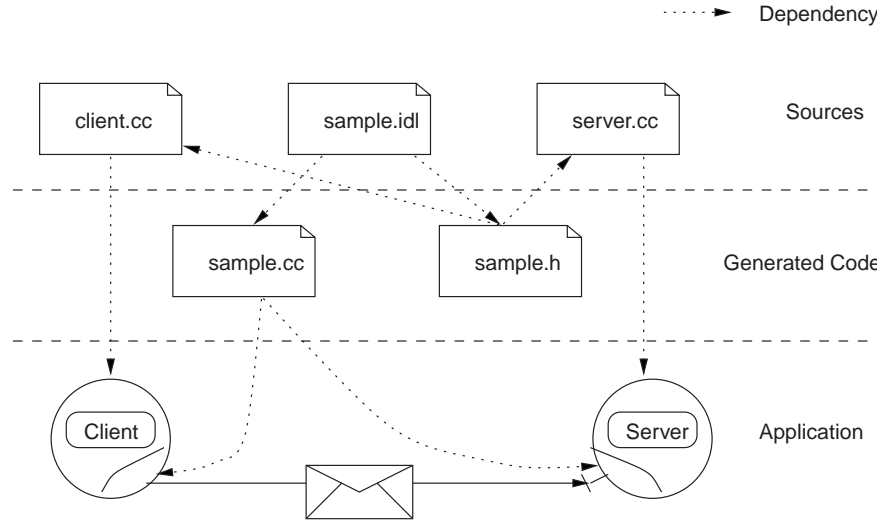 Dependency
client.cc
sample.idl
server.cc
Sources
sample.cc
sample.h
Generated Code
Client
Server
Application